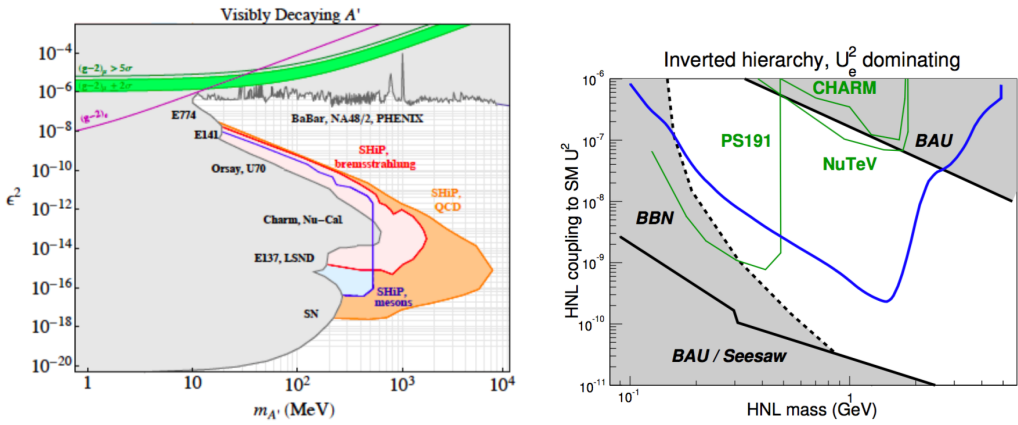 Visibly Decaying A'
10⁻⁴
10⁻⁶
10⁻⁸
10⁻¹⁰
10⁻¹²
10⁻¹⁴
10⁻¹⁶
10⁻¹⁸
10⁻²⁰
ϵ²
(g−2)μ > 5σ
(g−2)μ ± 2σ
(g−2)e
E774
BaBar, NA48/2, PHENIX
E141
SHiP,
bremsstrahlung
Orsay, U70
SHiP,
QCD
Charm, Nu−Cal
E137, LSND
SHiP,
mesons
SN
1
10
10²
10³
10⁴
mA' (MeV)
Inverted hierarchy, Ue² dominating
HNL coupling to SM U²
10⁻⁶
10⁻⁷
10⁻⁸
10⁻⁹
10⁻¹⁰
10⁻¹¹
CHARM
PS191
BAU
NuTeV
BBN
BAU / Seesaw
10⁻¹
1
HNL mass (GeV)